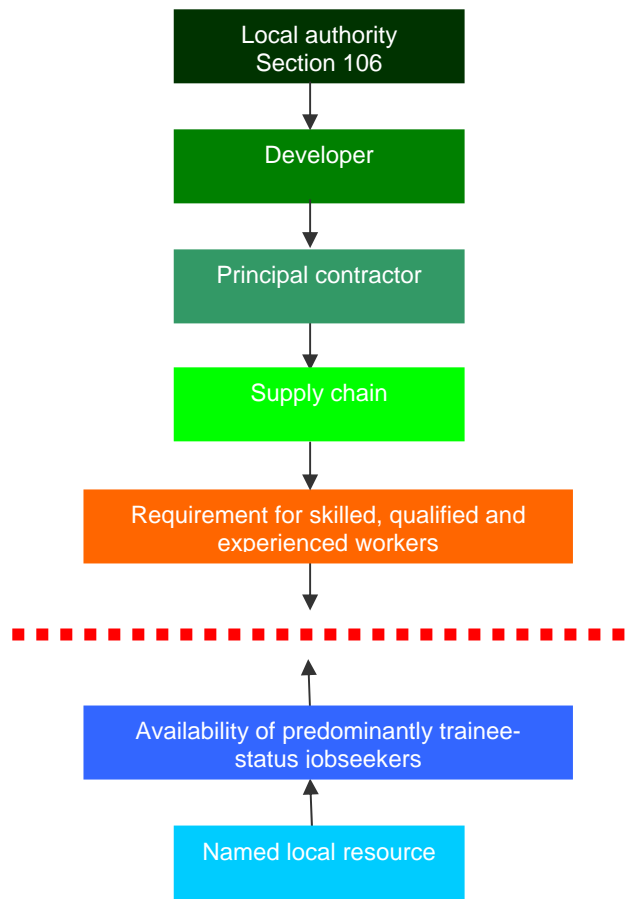 Local authority
Section 106
Developer
Principal contractor
Supply chain
Requirement for skilled, qualified and
experienced workers
Availability of predominantly trainee-
status jobseekers
Named local resource